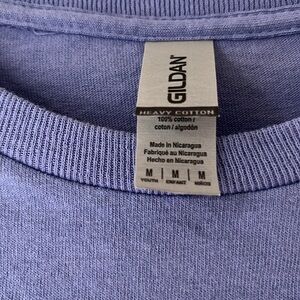 GILDAN
HEAVY COTTON
100% cotton /
coton / algodón
Made in Nicaragua
Fabriqué au Nicaragua
Hecho en Nicaragua
M M M
YOUTH ENFANT NIÑOS